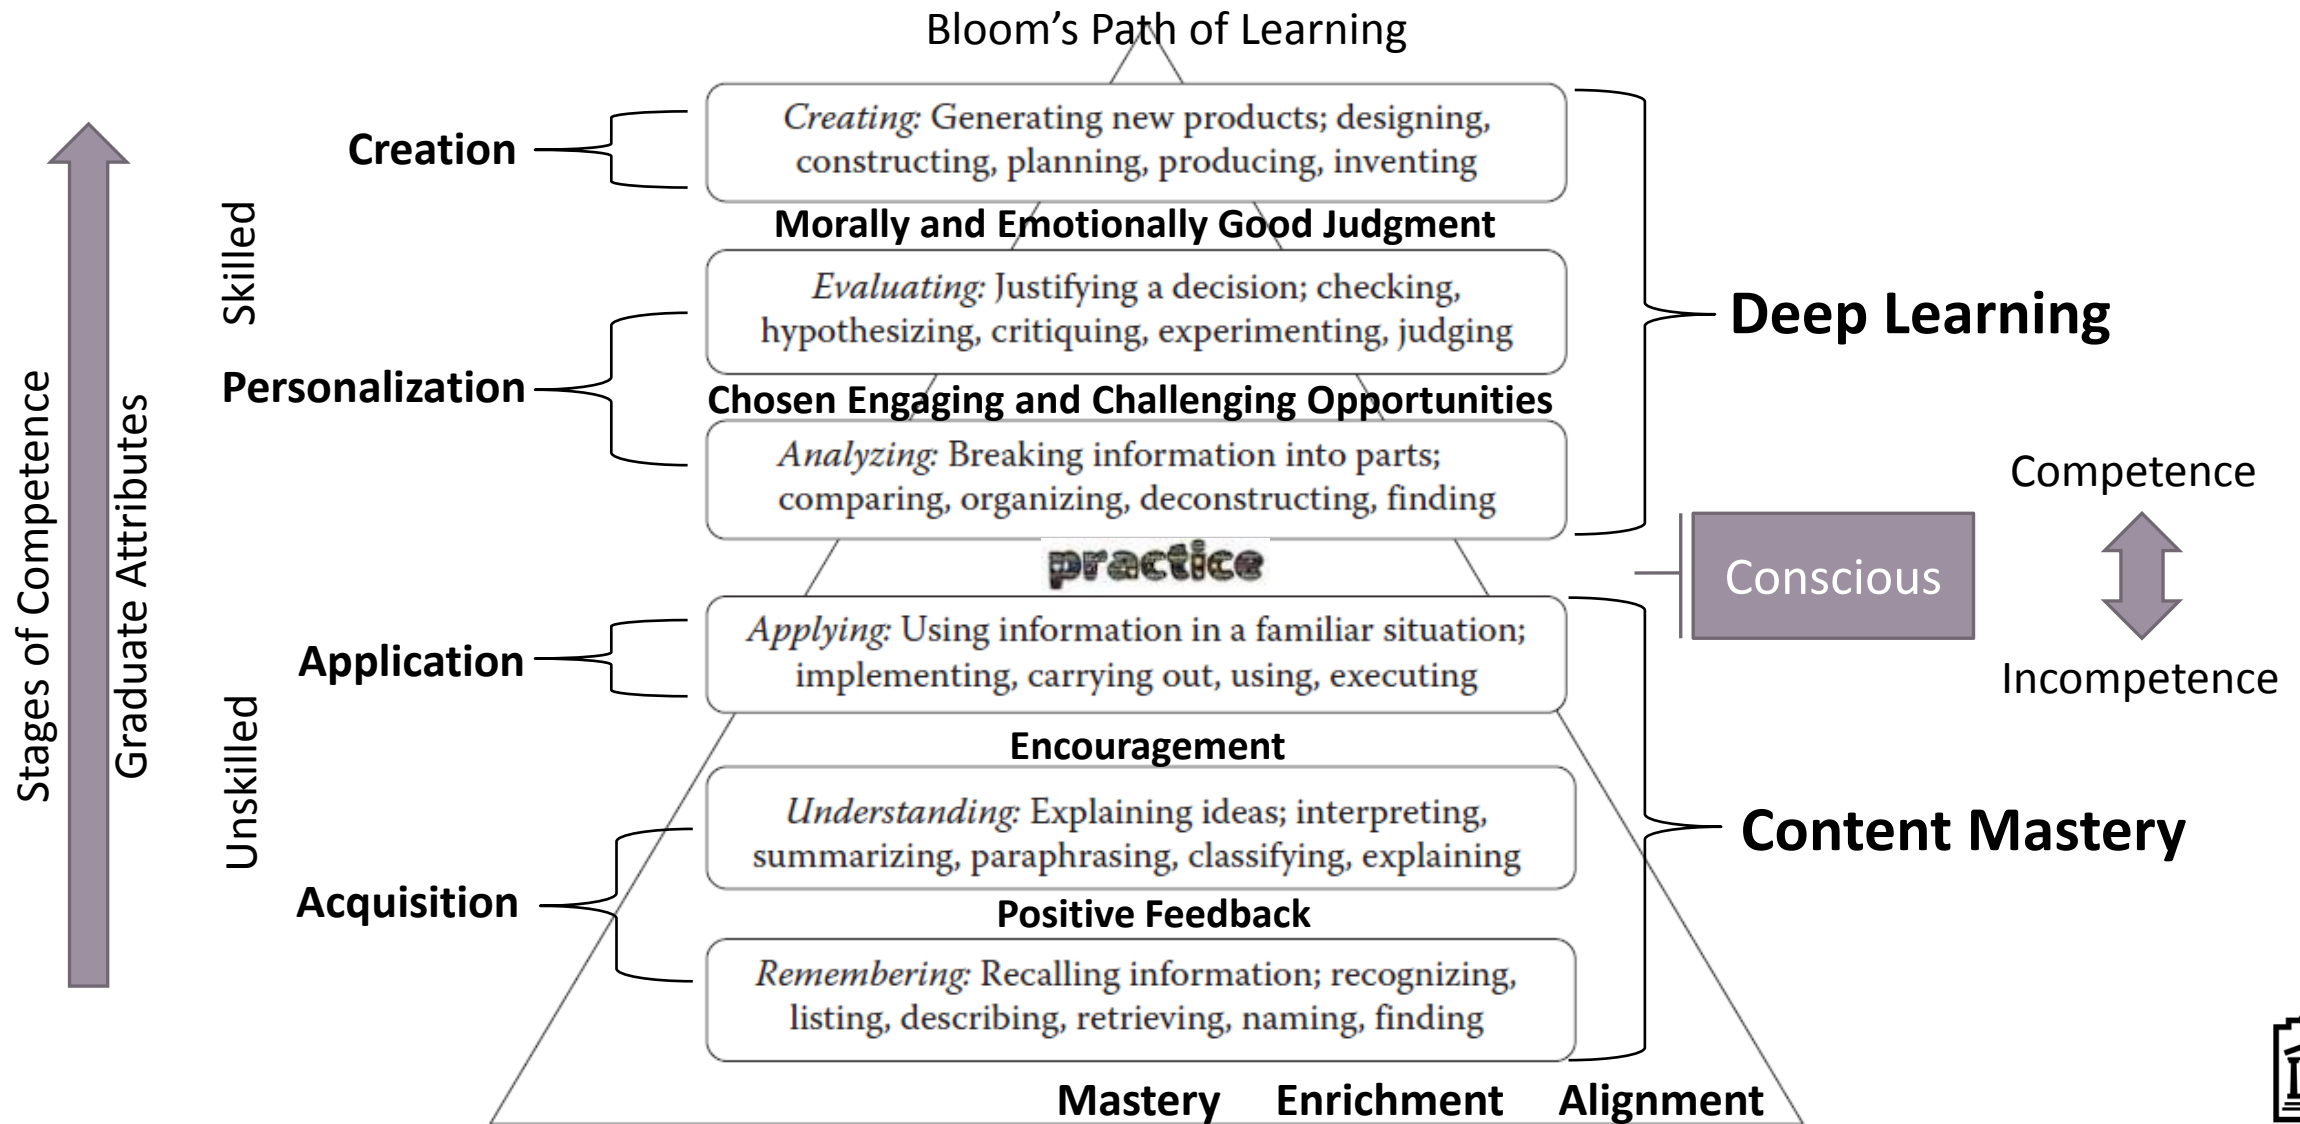 Bloom’s Path of Learning
Creation
Creating: Generating new products; designing,
constructing, planning, producing, inventing
Morally and Emotionally Good Judgment
Skilled
Evaluating: Justifying a decision; checking,
hypothesizing, critiquing, experimenting, judging
Deep Learning
Personalization
Chosen Engaging and Challenging Opportunities
Analyzing: Breaking information into parts;
comparing, organizing, deconstructing, finding
Stages of Competence
Graduate Attributes
practice
Competence
Conscious
Incompetence
Application
Applying: Using information in a familiar situation;
implementing, carrying out, using, executing
Encouragement
Unskilled
Understanding: Explaining ideas; interpreting,
summarizing, paraphrasing, classifying, explaining
Content Mastery
Acquisition
Positive Feedback
Remembering: Recalling information; recognizing,
listing, describing, retrieving, naming, finding
Mastery Enrichment Alignment